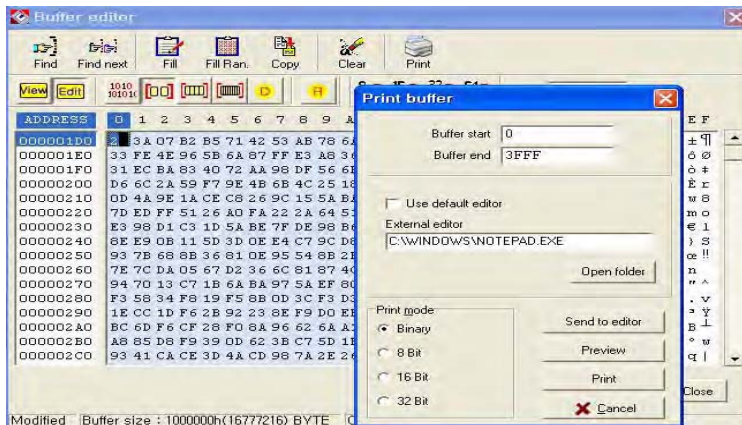 Buffer editor
Find Find next Fill Fill Ran. Copy Clear Print
View Edit 1010 10101 D A
ADDRESS 0 1 2 3 4 5 6 7 8 9 A E F
000001D0 2 3A 07 B2 B5 71 42 53 AB 78 6
000001E0 33 FE 4E 96 5B 6A 87 FF E3 A8 3
000001F0 31 EC BA 83 40 72 AA 98 DF 56 6
00000200 D6 6C 2A 59 F7 9E 4B 6B 4C 25 18
00000210 0D 4A 9E 1A CE C8 26 9C 15 5A
00000220 7D ED FF 51 26 A0 FA 22 2A 64 5
00000230 E3 98 D1 C3 1D 5A BE 7F DE 98
00000240 8E E9 0B 11 5D 3D 0E E4 C7 9C
00000250 93 7B 68 8B 36 81 0E 95 54 8B 2
00000260 7E 7C DA 05 67 D2 36 6C 81 87 4
00000270 94 70 13 C7 1B 6A BA 97 5A EF 8
00000280 F3 58 34 F8 19 F5 8B 0D 3C F3 D
00000290 1E CC 1D F6 2B 92 23 8E F9 D0
000002A0 BC 6D F6 CF 28 F0 8A 96 62 6A
000002B0 A8 85 D8 F9 39 0D 62 3B C7 5D 1
000002C0 93 41 CA CE 3D 4A CD 98 7A 2E 2
Print buffer
Buffer start 0
Buffer end 3FFF
Use default editor
External editor
C:\WINDOWS\NOTEPAD.EXE
Open folder
Print mode
Binary
8 Bit
16 Bit
32 Bit
Send to editor
Preview
Print
Cancel
Close
Modified Buffer size : 1000000h(16777216) BYTE